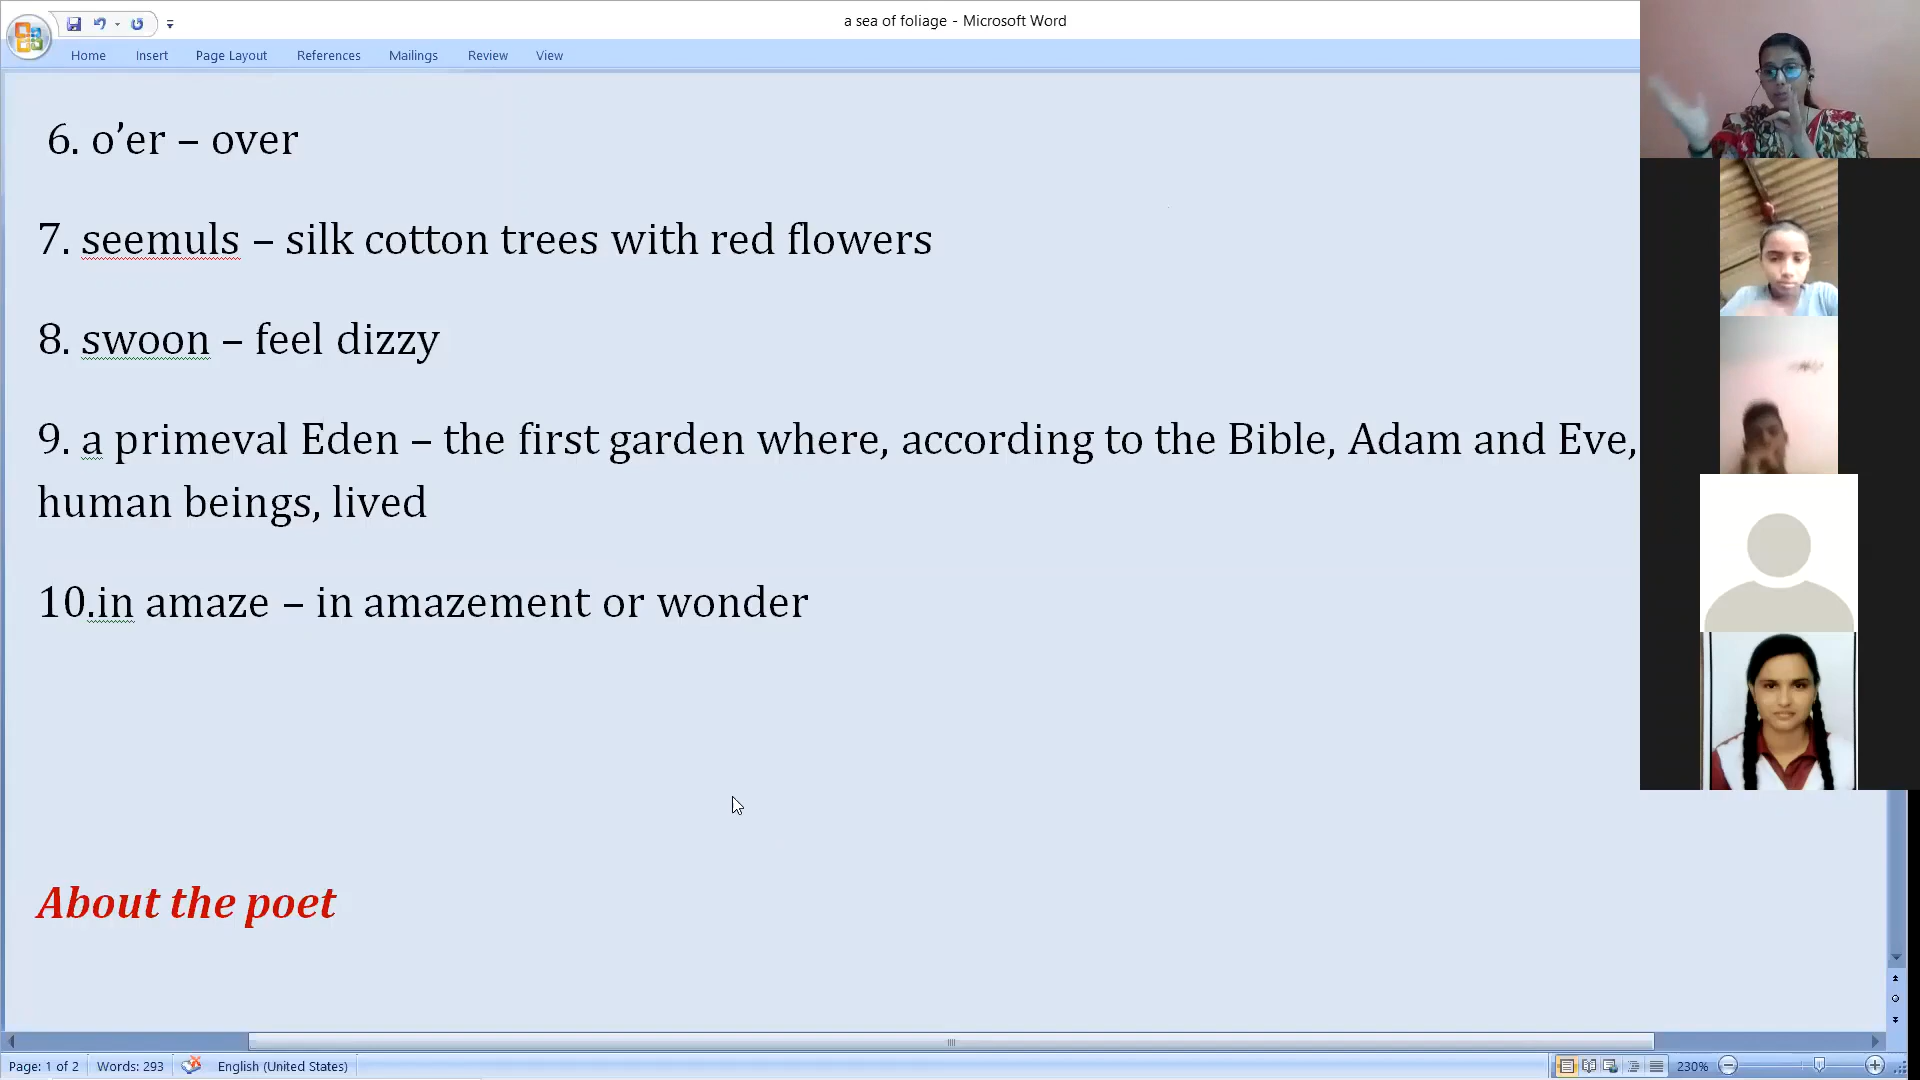 a sea of foliage - Microsoft Word
Home Insert Page Layout References Mailings Review View
6. o’er – over
7. seemuls – silk cotton trees with red flowers
8. swoon – feel dizzy
9. a primeval Eden – the first garden where, according to the Bible, Adam and Eve,
human beings, lived
10.in amaze – in amazement or wonder
About the poet
Page: 1 of 2 Words: 293 English (United States) 230%